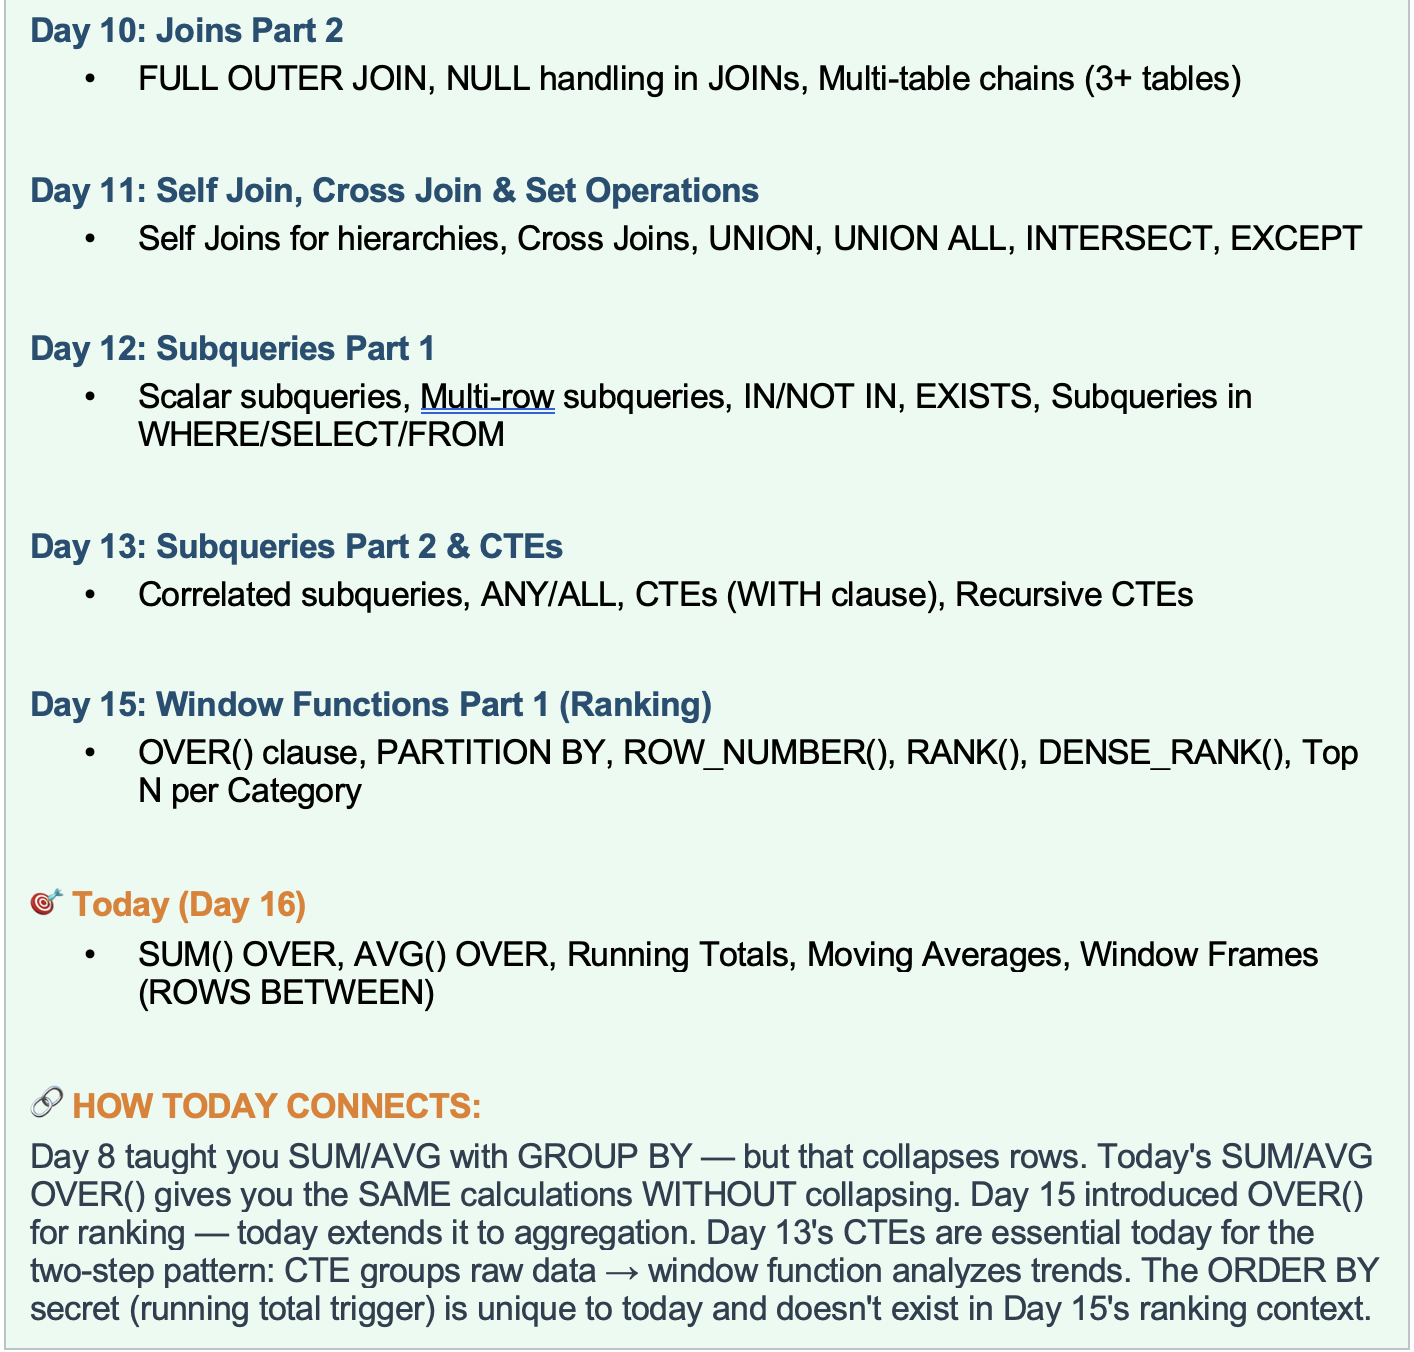 Day 10: Joins Part 2
• FULL OUTER JOIN, NULL handling in JOINs, Multi-table chains (3+ tables)
Day 11: Self Join, Cross Join & Set Operations
• Self Joins for hierarchies, Cross Joins, UNION, UNION ALL, INTERSECT, EXCEPT
Day 12: Subqueries Part 1
• Scalar subqueries, Multi-row subqueries, IN/NOT IN, EXISTS, Subqueries in
WHERE/SELECT/FROM
Day 13: Subqueries Part 2 & CTEs
• Correlated subqueries, ANY/ALL, CTEs (WITH clause), Recursive CTEs
Day 15: Window Functions Part 1 (Ranking)
• OVER() clause, PARTITION BY, ROW_NUMBER(), RANK(), DENSE_RANK(), Top
N per Category
🎯 Today (Day 16)
• SUM() OVER, AVG() OVER, Running Totals, Moving Averages, Window Frames
(ROWS BETWEEN)
🔗 HOW TODAY CONNECTS:
Day 8 taught you SUM/AVG with GROUP BY — but that collapses rows. Today's SUM/AVG
OVER() gives you the SAME calculations WITHOUT collapsing. Day 15 introduced OVER()
for ranking — today extends it to aggregation. Day 13's CTEs are essential today for the
two-step pattern: CTE groups raw data → window function analyzes trends. The ORDER BY
secret (running total trigger) is unique to today and doesn't exist in Day 15's ranking context.